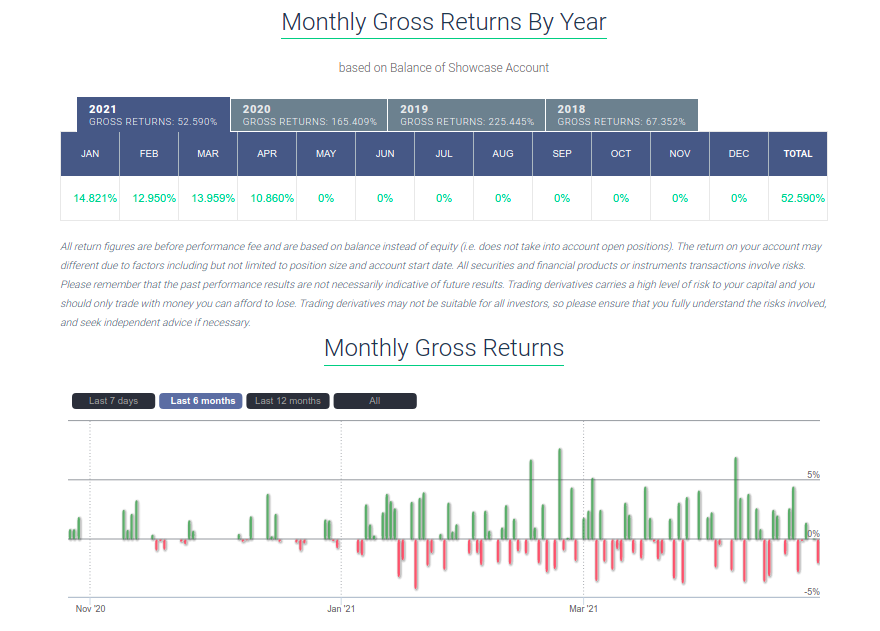 Monthly Gross Returns By Year
based on Balance of Showcase Account
2021 2020 2019 2018
GROSS RETURNS: 52.590% GROSS RETURNS: 165.409% GROSS RETURNS: 225.445% GROSS RETURNS: 67.352%
JAN FEB MAR APR MAY JUN JUL AUG SEP OCT NOV DEC TOTAL
14.821% 12.950% 13.959% 10.860% 0% 0% 0% 0% 0% 0% 0% 0% 52.590%
All return figures are before performance fee and are based on balance instead of equity (i.e. does not take into account open positions). The return on your account may
different due to factors including but not limited to position size and account start date. All securities and financial products or instruments transactions involve risks.
Please remember that the past performance results are not necessarily indicative of future results. Trading derivatives carries a high level of risk to your capital and you
should only trade with money you can afford to lose. Trading derivatives may not be suitable for all investors, so please ensure that you fully understand the risks involved,
and seek independent advice if necessary.
Monthly Gross Returns
Last 7 days Last 6 months Last 12 months All
5%
0%
-5%
Nov '20 Jan '21 Mar '21